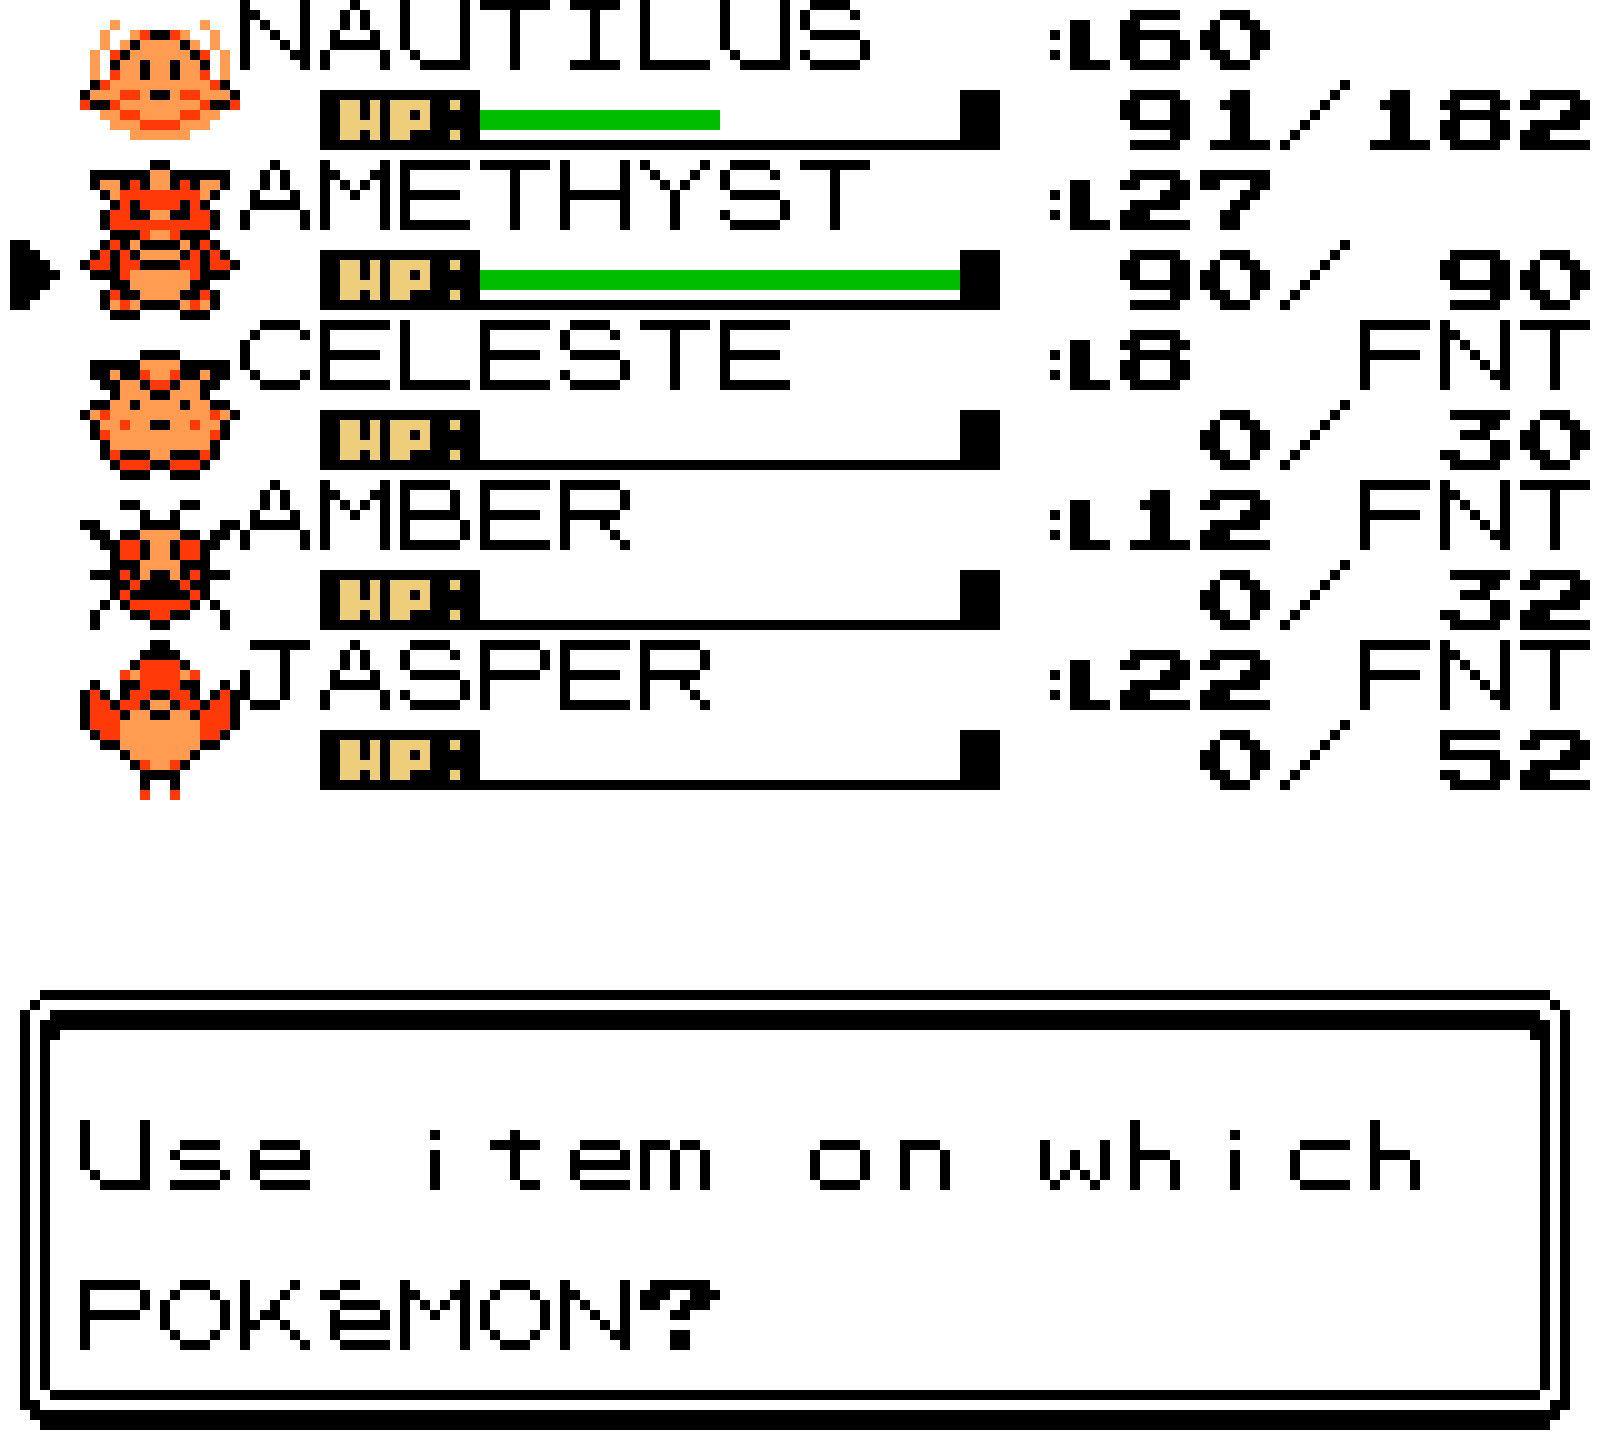 NAUTILUS :L60
HP: 91/182
AMETHYST :L27
HP: 90/ 90
CELESTE :L8 FNT
HP: 0/ 30
AMBER :L12 FNT
HP: 0/ 32
JASPER :L22 FNT
HP: 0/ 52
Use item on which
POKéMON?